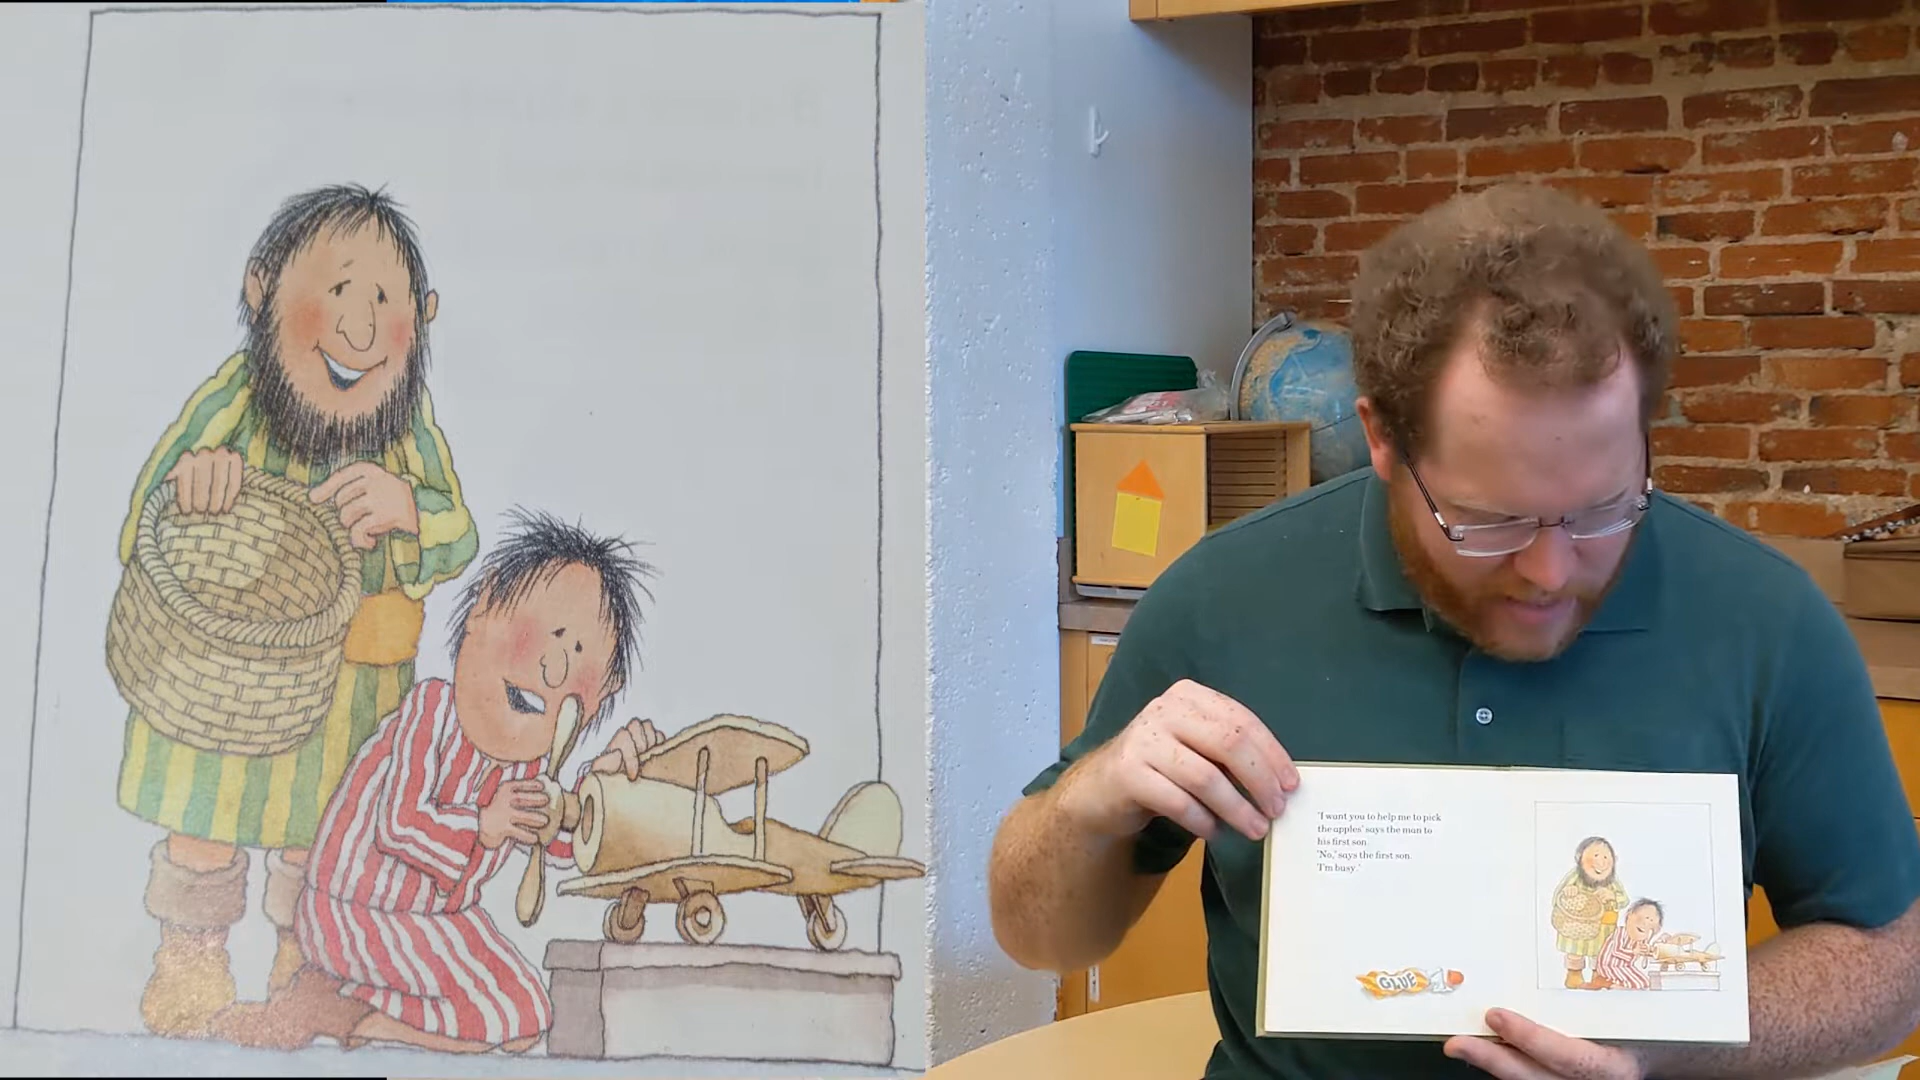 "I want you to help me to pick
the apples" says the man to
his first son.
"No," says the first son.
"I'm busy."
GLUE